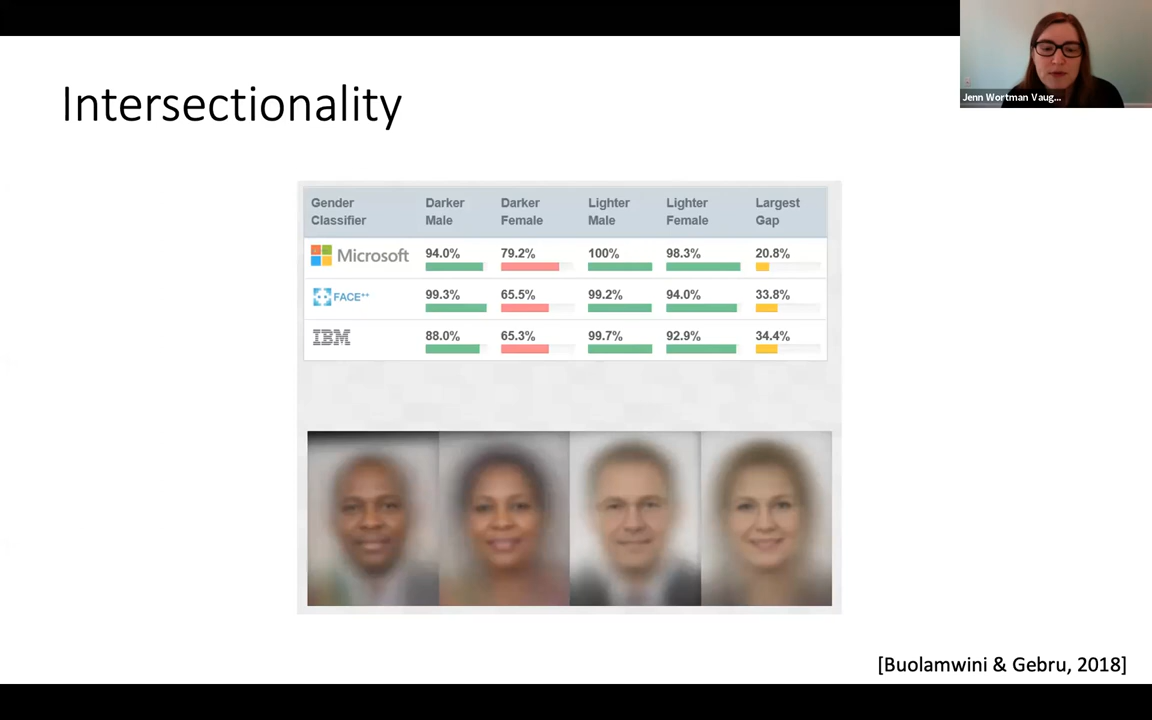 Jenn Wortman Vaug...
Intersectionality
Gender Classifier Darker Male Darker Female Lighter Male Lighter Female Largest Gap
Microsoft 94.0% 79.2% 100% 98.3% 20.8%
FACE++ 99.3% 65.5% 99.2% 94.0% 33.8%
IBM 88.0% 65.3% 99.7% 92.9% 34.4%
[Buolamwini & Gebru, 2018]